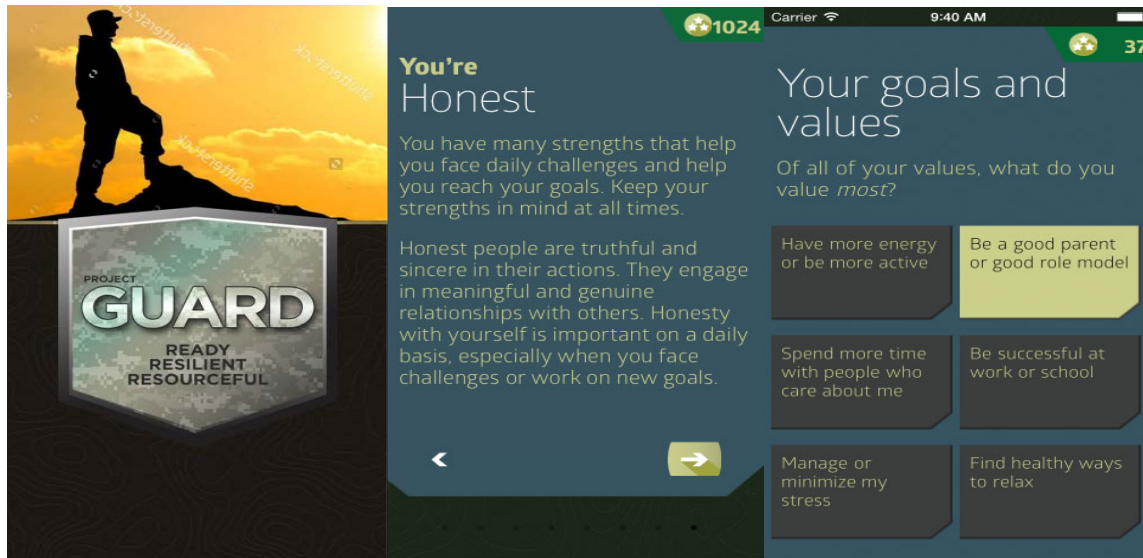 shutterstock
shutterstock
shutterstock
shutterstock
PROJECT
GUARD
READY
RESILIENT
RESOURCEFUL
1024
You're
Honest
You have many strengths that help
you face daily challenges and help
you reach your goals. Keep your
strengths in mind at all times.
Honest people are truthful and
sincere in their actions. They engage
in meaningful and genuine
relationships with others. Honesty
with yourself is important on a daily
basis, especially when you face
challenges or work on new goals.
Carrier
9:40 AM
37
Your goals and
values
Of all of your values, what do you
value most?
Have more energy
or be more active
Be a good parent
or good role model
Spend more time
with people who
care about me
Be successful at
work or school
Manage or
minimize my
stress
Find healthy ways
to relax